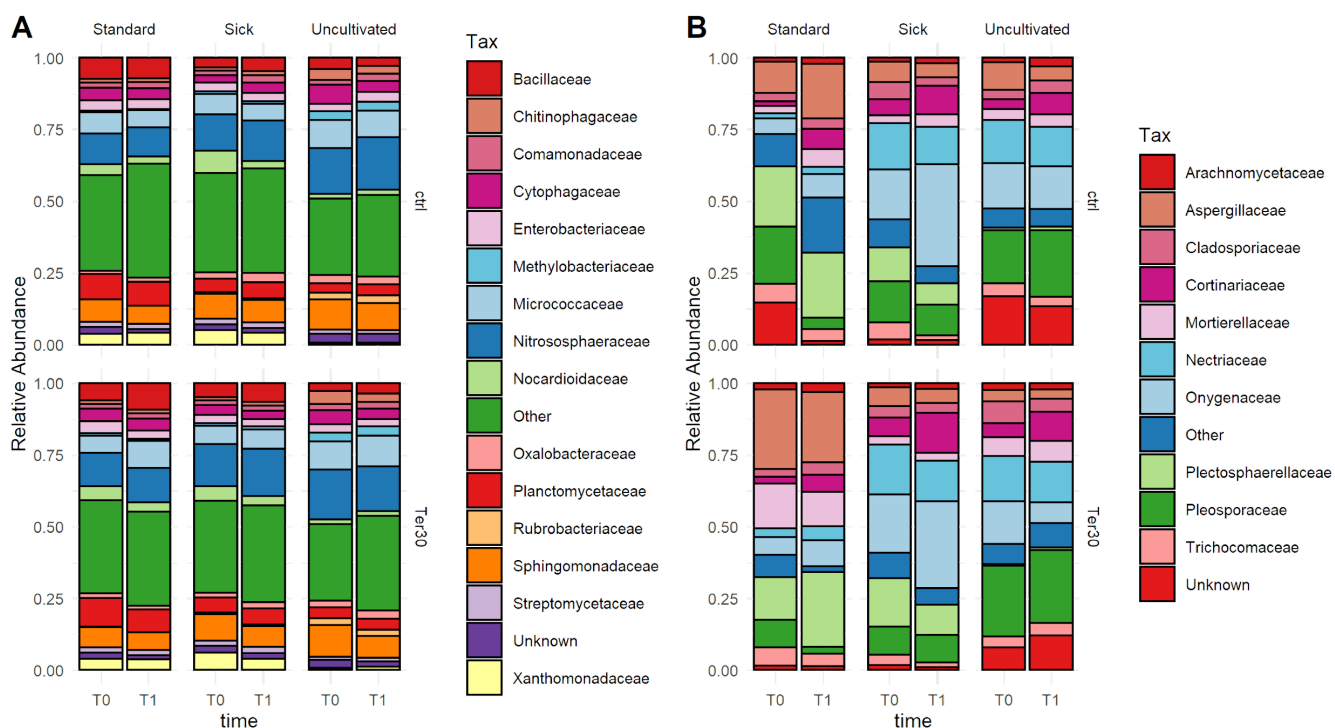 A
Standard
Sick
Uncultivated
1.00
0.75
0.50
0.25
0.00
ctrl
1.00
0.75
0.50
0.25
0.00
Ter30
Relative Abundance
T0
T1
T0
T1
T0
T1
time
Tax
Bacillaceae
Chitinophagaceae
Comamonadaceae
Cytophagaceae
Enterobacteriaceae
Methylobacteriaceae
Micrococcaceae
Nitrososphaeraceae
Nocardioidaceae
Other
Oxalobacteraceae
Planctomycetaceae
Rubrobacteriaceae
Sphingomonadaceae
Streptomycetaceae
Unknown
Xanthomonadaceae
B
Standard
Sick
Uncultivated
1.00
0.75
0.50
0.25
0.00
ctrl
1.00
0.75
0.50
0.25
0.00
Ter30
Relative Abundance
T0
T1
T0
T1
T0
T1
time
Tax
Arachnomycetaceae
Aspergillaceae
Cladosporiaceae
Cortinariaceae
Mortierellaceae
Nectriaceae
Onygenaceae
Other
Plectosphaerellaceae
Pleosporaceae
Trichocomaceae
Unknown